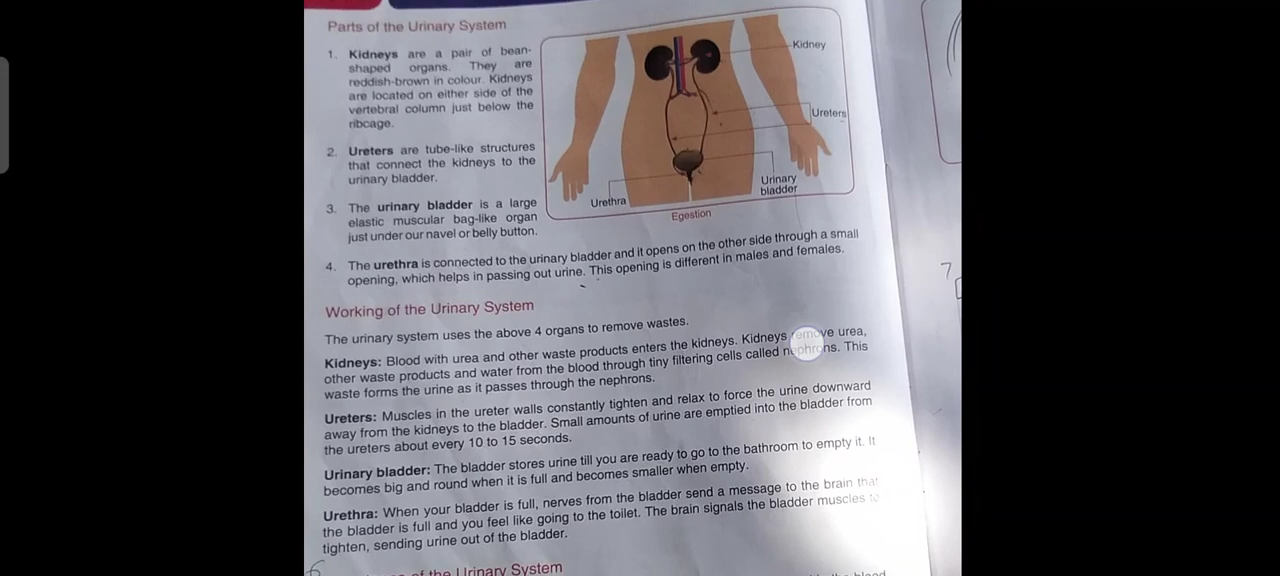 Parts of the Urinary System
1. Kidneys are a pair of bean-
shaped organs. They are
reddish-brown in colour. Kidneys
are located on either side of the
vertebral column just below the
ribcage.
2. Ureters are tube-like structures
that connect the kidneys to the
urinary bladder.
3. The urinary bladder is a large
elastic muscular bag-like organ
just under our navel or belly button.
Kidney
Ureters
Urinary
bladder
Urethra
Egestion
4. The urethra is connected to the urinary bladder and it opens on the other side through a small
opening, which helps in passing out urine. This opening is different in males and females.
Working of the Urinary System
The urinary system uses the above 4 organs to remove wastes.
Kidneys: Blood with urea and other waste products enters the kidneys. Kidneys remove urea,
other waste products and water from the blood through tiny filtering cells called nephrons. This
waste forms the urine as it passes through the nephrons.
Ureters: Muscles in the ureter walls constantly tighten and relax to force the urine downward
away from the kidneys to the bladder. Small amounts of urine are emptied into the bladder from
the ureters about every 10 to 15 seconds.
Urinary bladder: The bladder stores urine till you are ready to go to the bathroom to empty it. It
becomes big and round when it is full and becomes smaller when empty.
Urethra: When your bladder is full, nerves from the bladder send a message to the brain that
the bladder is full and you feel like going to the toilet. The brain signals the bladder muscles to
tighten, sending urine out of the bladder.
of the Urinary System
blood
7
6